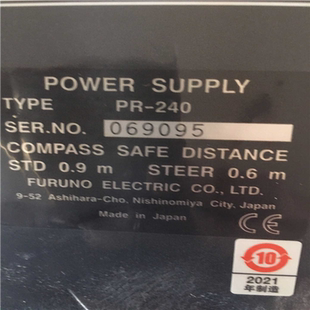 POWER SUPPLY
TYPE PR-240
SER.NO. 069095
COMPASS SAFE DISTANCE
STD 0.9 m STEER 0.6 m
FURUNO ELECTRIC CO., LTD.
9-52 Ashihara-Cho, Nishinomiya City, Japan
Made in Japan
CE
10
2021
年制造